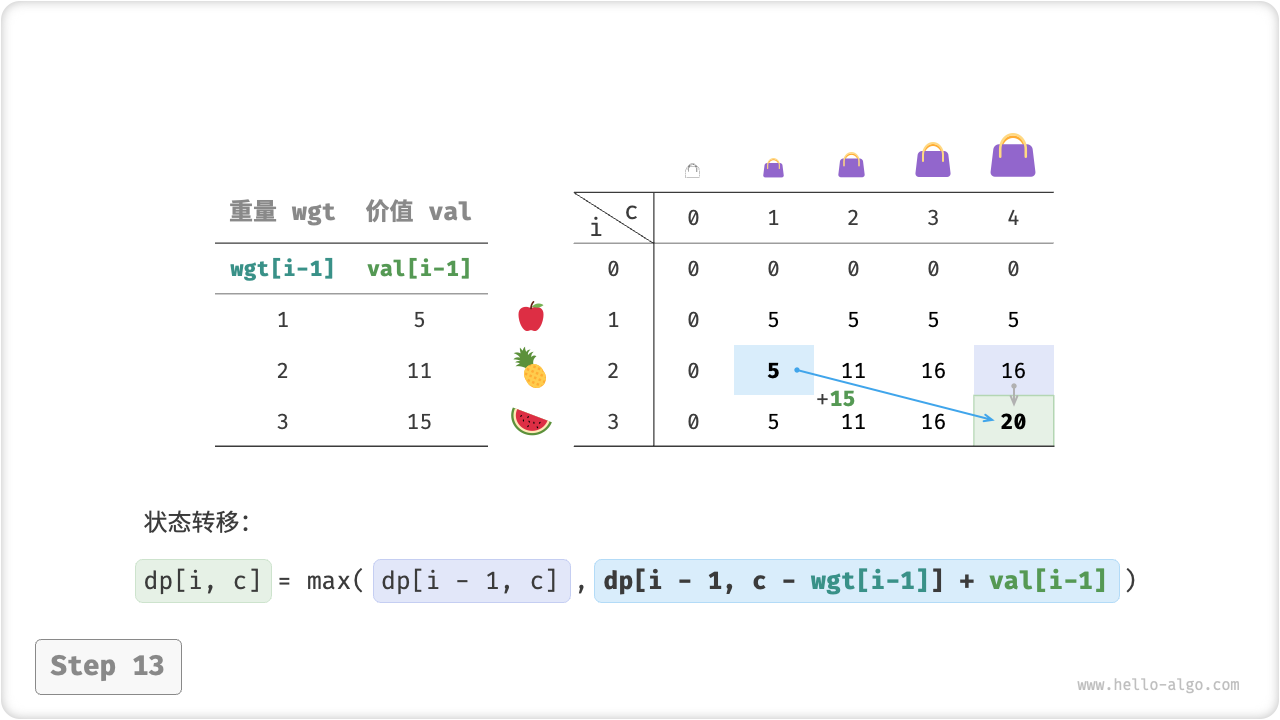 重量 wgt 价值 val
wgt[i-1] val[i-1]
1 5
2 11
3 15
i c 0 1 2 3 4
0 0 0 0 0 0
1 0 5 5 5 5
2 0 5 11 16 16
+15
3 0 5 11 16 20
状态转移：
dp[i, c] = max( dp[i - 1, c] , dp[i - 1, c - wgt[i-1]] + val[i-1] )
Step 13
www.hello-algo.com